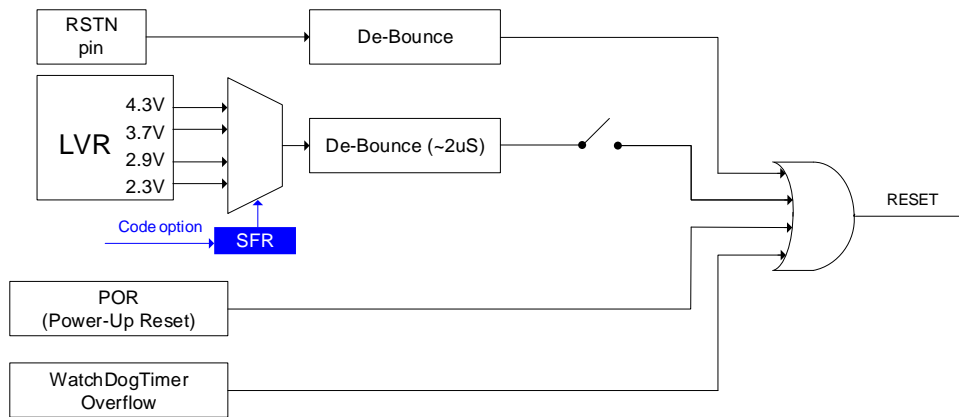 RSTN
pin
De-Bounce
4.3V
3.7V
LVR
2.9V
2.3V
De-Bounce (~2uS)
RESET
Code option
SFR
POR
(Power-Up Reset)
WatchDogTimer
Overflow